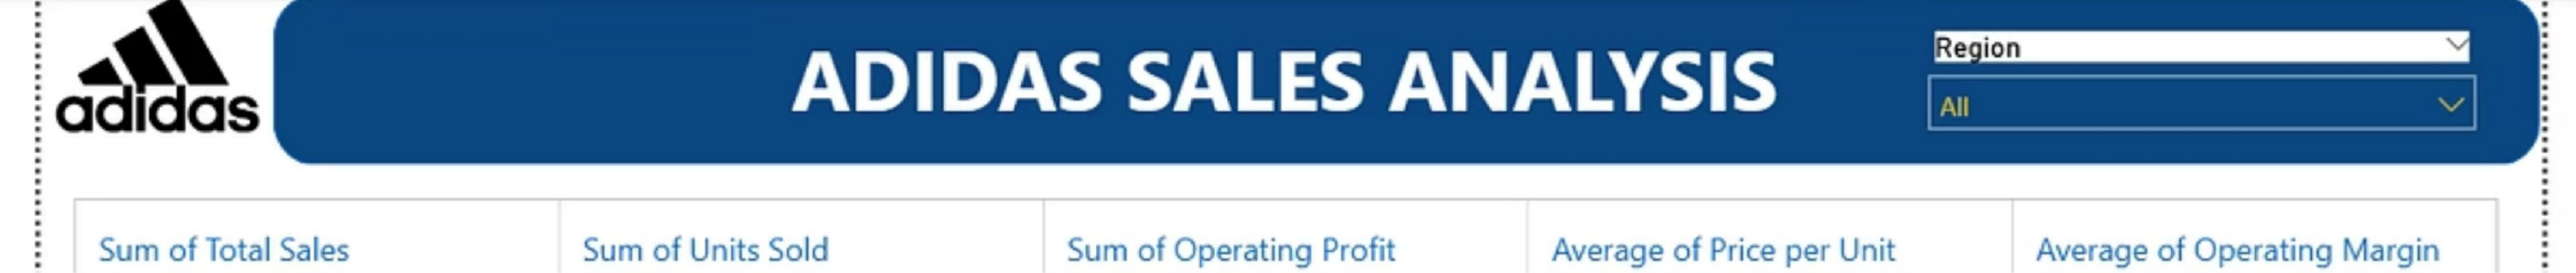 adidas
ADIDAS SALES ANALYSIS
Region
All
Sum of Total Sales
Sum of Units Sold
Sum of Operating Profit
Average of Price per Unit
Average of Operating Margin